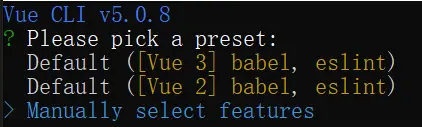 Vue CLI v5.0.8
? Please pick a preset:
Default ([Vue 3] babel, eslint)
Default ([Vue 2] babel, eslint)
> Manually select features